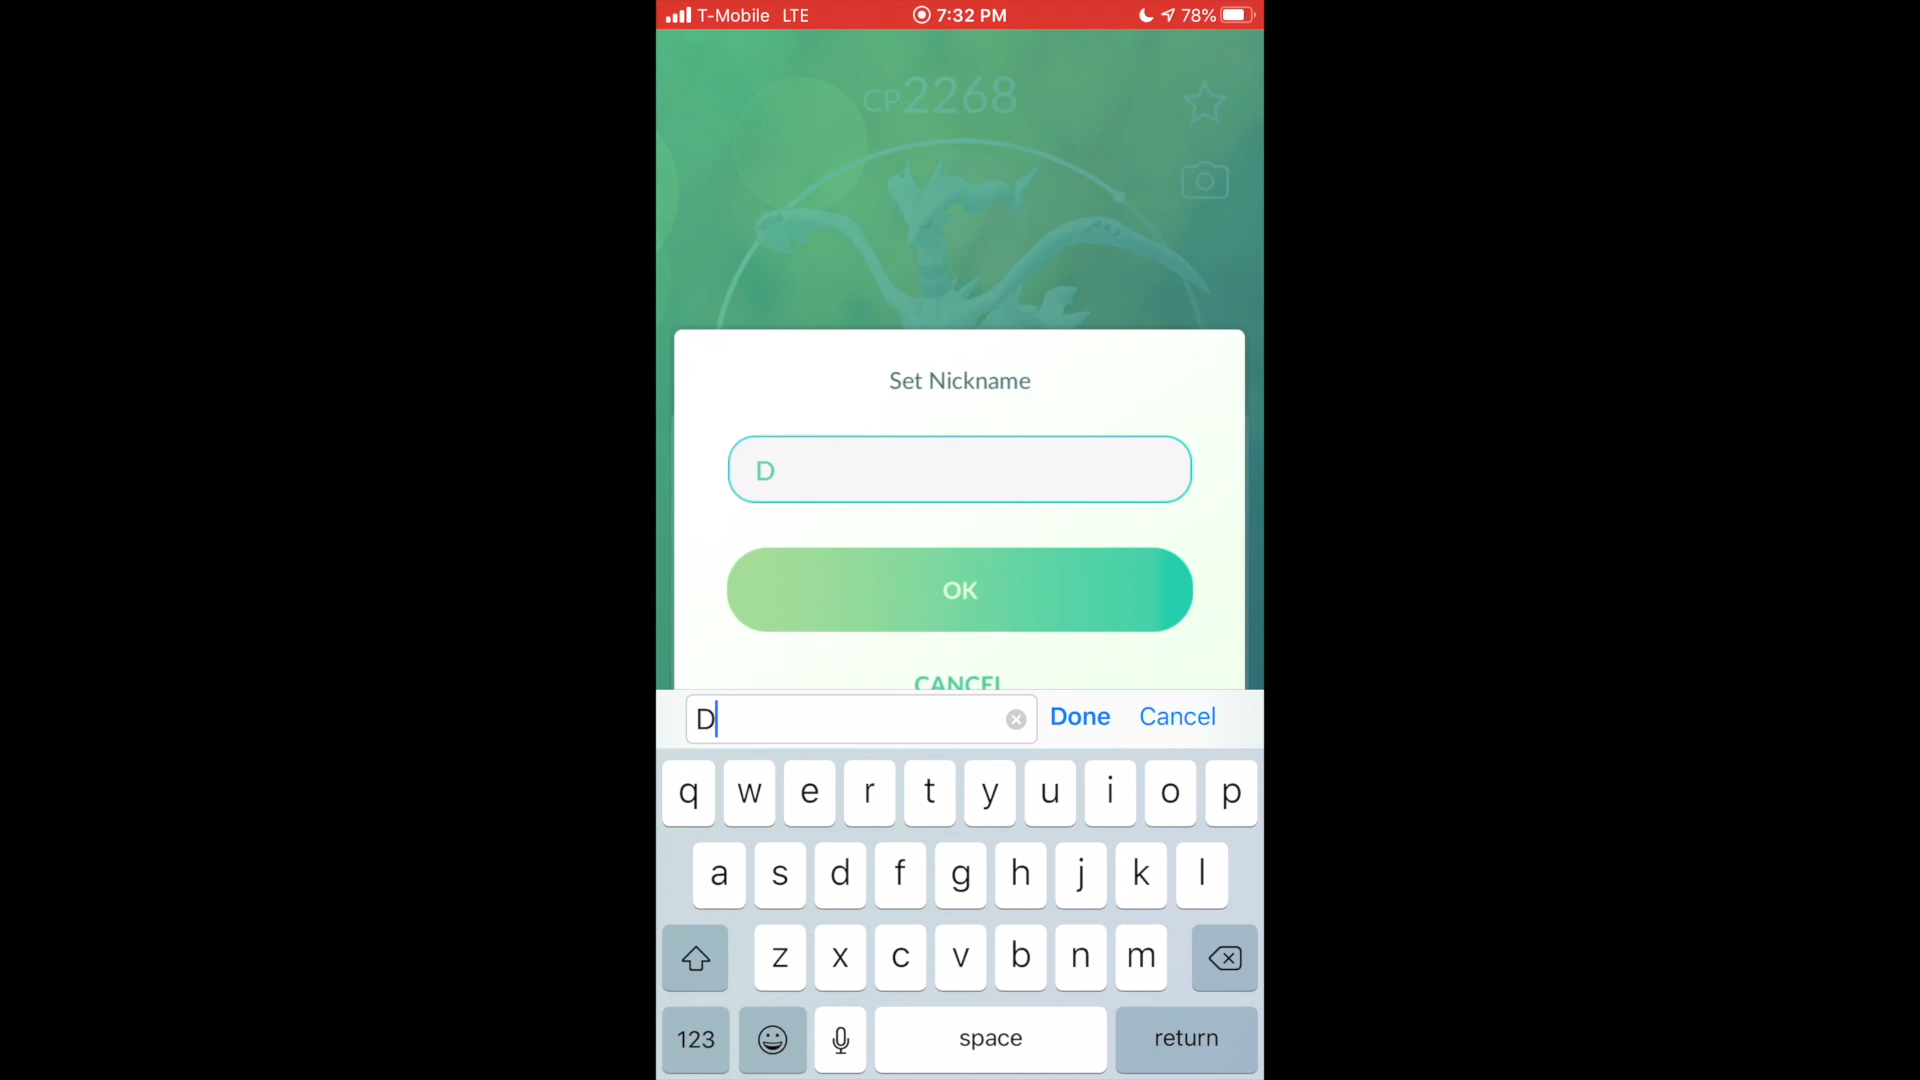 T-Mobile LTE 7:32 PM 78%
CP2268
Set Nickname
D
OK
CANCEL
D Done Cancel
q w e r t y u i o p
a s d f g h j k l
z x c v b n m
123 space return